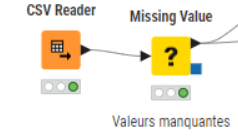 CSV Reader
Missing Value
?
Valeurs manquantes